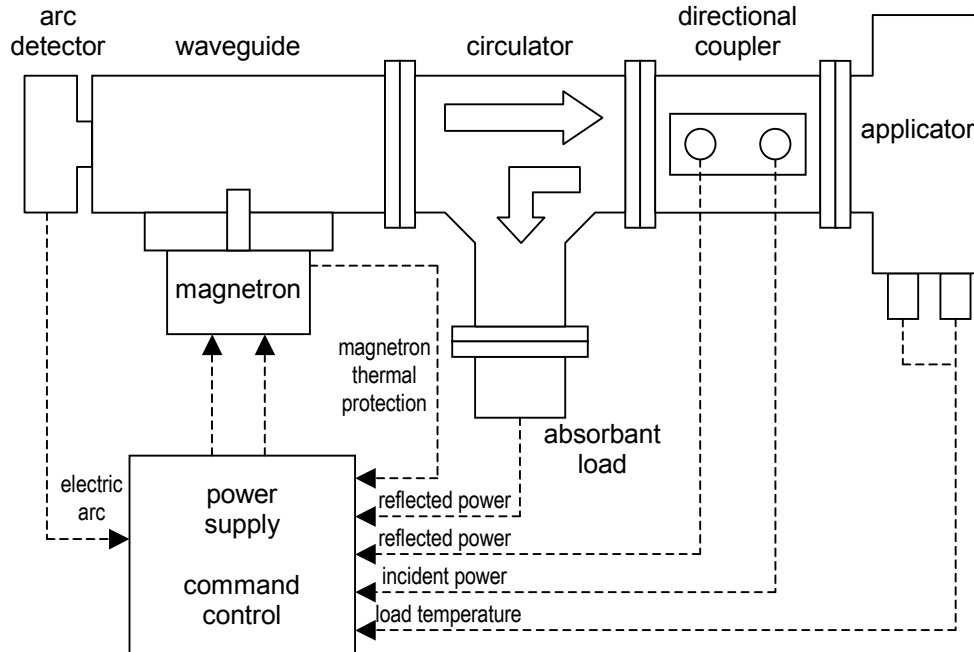 arc
detector
waveguide
circulator
directional
coupler
applicator
magnetron
magnetron
thermal
protection
absorbant
load
electric
arc
power
supply
command
control
reflected power
reflected power
incident power
load temperature